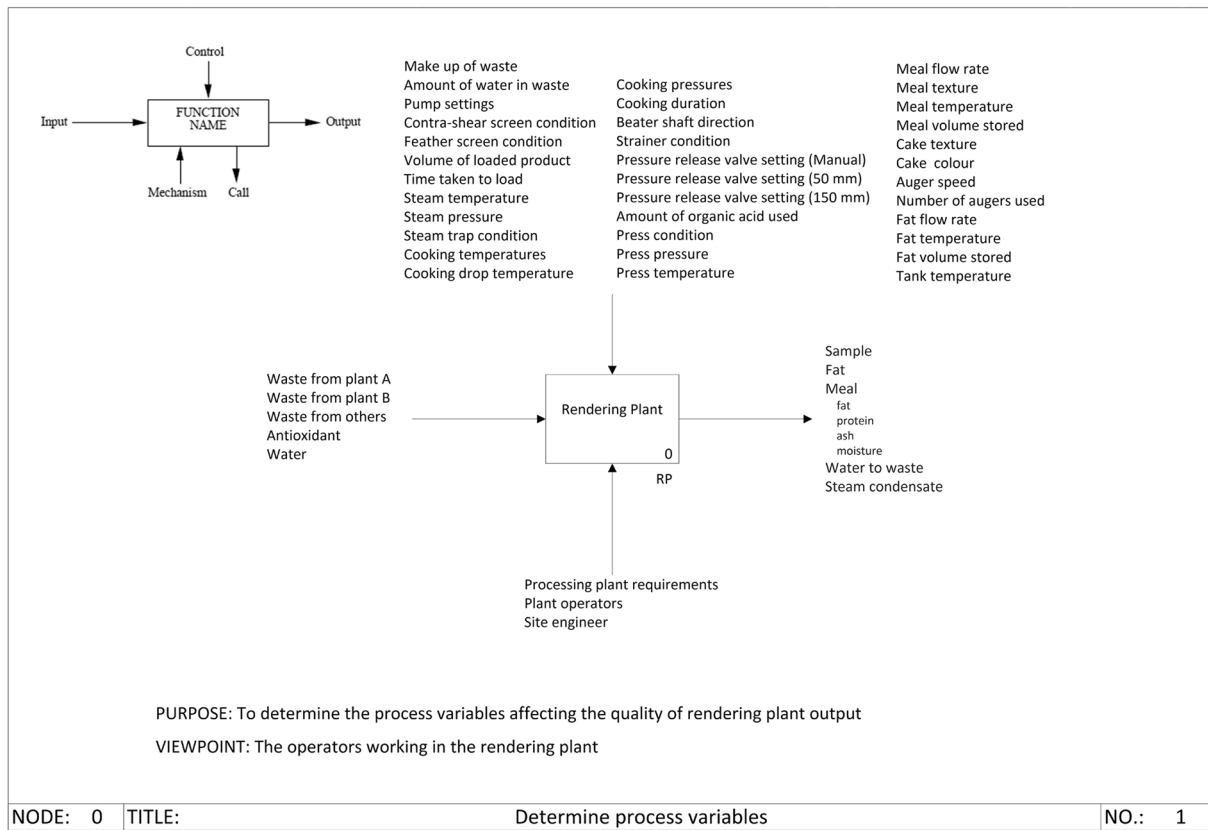 Control
Input
FUNCTION
NAME
Output
Mechanism
Call
Make up of waste
Amount of water in waste
Pump settings
Contra-shear screen condition
Feather screen condition
Volume of loaded product
Time taken to load
Steam temperature
Steam pressure
Steam trap condition
Cooking temperatures
Cooking drop temperature
Cooking pressures
Cooking duration
Beater shaft direction
Strainer condition
Pressure release valve setting (Manual)
Pressure release valve setting (50 mm)
Pressure release valve setting (150 mm)
Amount of organic acid used
Press condition
Press pressure
Press temperature
Meal flow rate
Meal texture
Meal temperature
Meal volume stored
Cake texture
Cake colour
Auger speed
Number of augers used
Fat flow rate
Fat temperature
Fat volume stored
Tank temperature
Waste from plant A
Waste from plant B
Waste from others
Antioxidant
Water
Rendering Plant
0
RP
Sample
Fat
Meal
fat
protein
ash
moisture
Water to waste
Steam condensate
Processing plant requirements
Plant operators
Site engineer
PURPOSE: To determine the process variables affecting the quality of rendering plant output
VIEWPOINT: The operators working in the rendering plant
NODE: 0 TITLE: Determine process variables NO.: 1